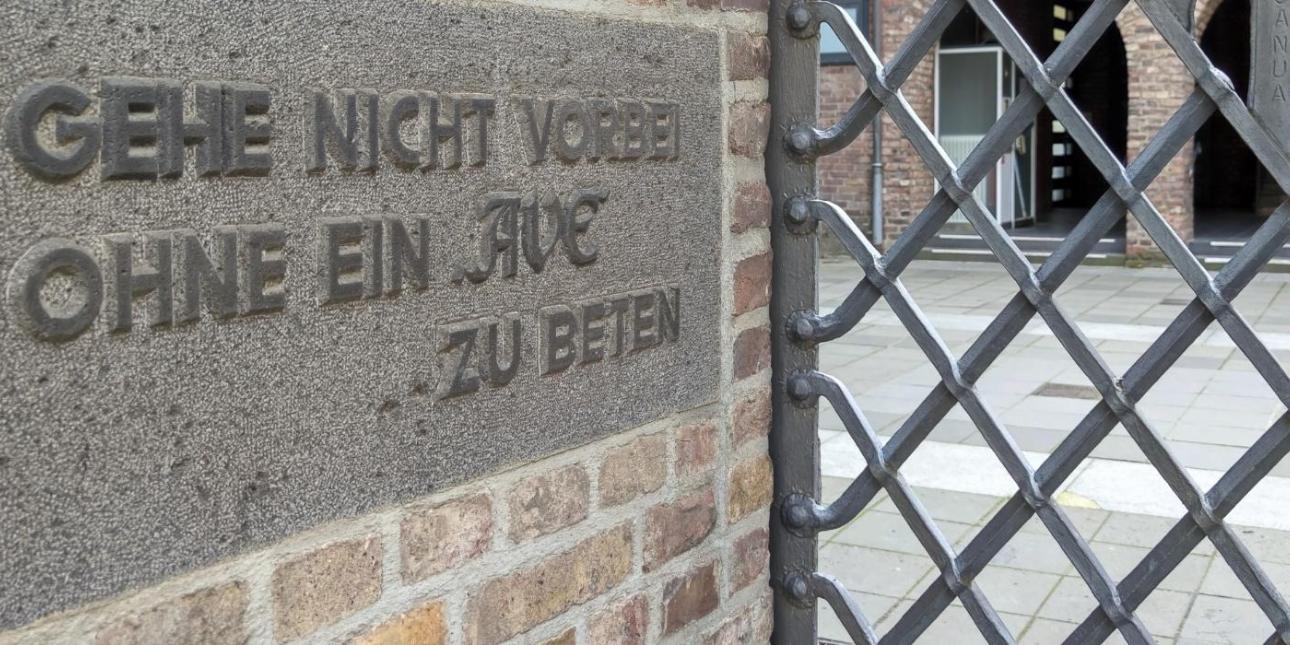 GEHE NICHT VORBEI
OHNE EIN AVE
ZU BETEN